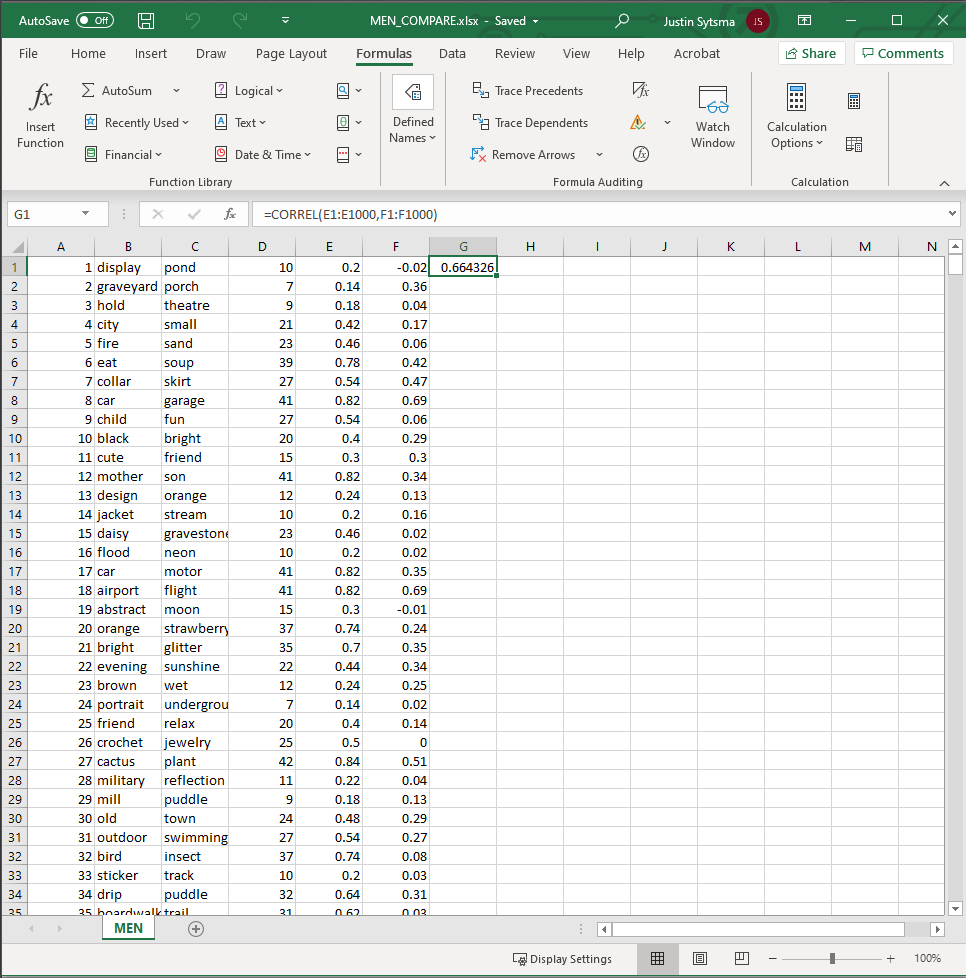 AutoSave Off MEN_COMPARE.xlsx - Saved Justin Sytsma JS
File Home Insert Draw Page Layout Formulas Data Review View Help Acrobat Share Comments
fx Insert Function
AutoSum
Recently Used
Financial
Logical
Text
Date & Time
Function Library
Defined Names
Trace Precedents
Trace Dependents
Remove Arrows
fx
Watch Window
Formula Auditing
Calculation Options
Calculation
G1 fx =CORREL(E1:E1000,F1:F1000)
A B C D E F G H I J K L M N
1 1 display pond 10 0.2 -0.02 0.664326
2 2 graveyard porch 7 0.14 0.36
3 3 hold theatre 9 0.18 0.04
4 4 city small 21 0.42 0.17
5 5 fire sand 23 0.46 0.06
6 6 eat soup 39 0.78 0.42
7 7 collar skirt 27 0.54 0.47
8 8 car garage 41 0.82 0.69
9 9 child fun 27 0.54 0.06
10 10 black bright 20 0.4 0.29
11 11 cute friend 15 0.3 0.3
12 12 mother son 41 0.82 0.34
13 13 design orange 12 0.24 0.13
14 14 jacket stream 10 0.2 0.16
15 15 daisy gravestone 23 0.46 0.02
16 16 flood neon 10 0.2 0.02
17 17 car motor 41 0.82 0.35
18 18 airport flight 41 0.82 0.69
19 19 abstract moon 15 0.3 -0.01
20 20 orange strawberry 37 0.74 0.24
21 21 bright glitter 35 0.7 0.35
22 22 evening sunshine 22 0.44 0.34
23 23 brown wet 12 0.24 0.25
24 24 portrait undergrou 7 0.14 0.02
25 25 friend relax 20 0.4 0.14
26 26 crochet jewelry 25 0.5 0
27 27 cactus plant 42 0.84 0.51
28 28 military reflection 11 0.22 0.04
29 29 mill puddle 9 0.18 0.13
30 30 old town 24 0.48 0.29
31 31 outdoor swimming 27 0.54 0.27
32 32 bird insect 37 0.74 0.08
33 33 sticker track 10 0.2 0.03
34 34 drip puddle 32 0.64 0.31
35 35 boardwalk trail 31 0.62 0.03
MEN
Display Settings 100%